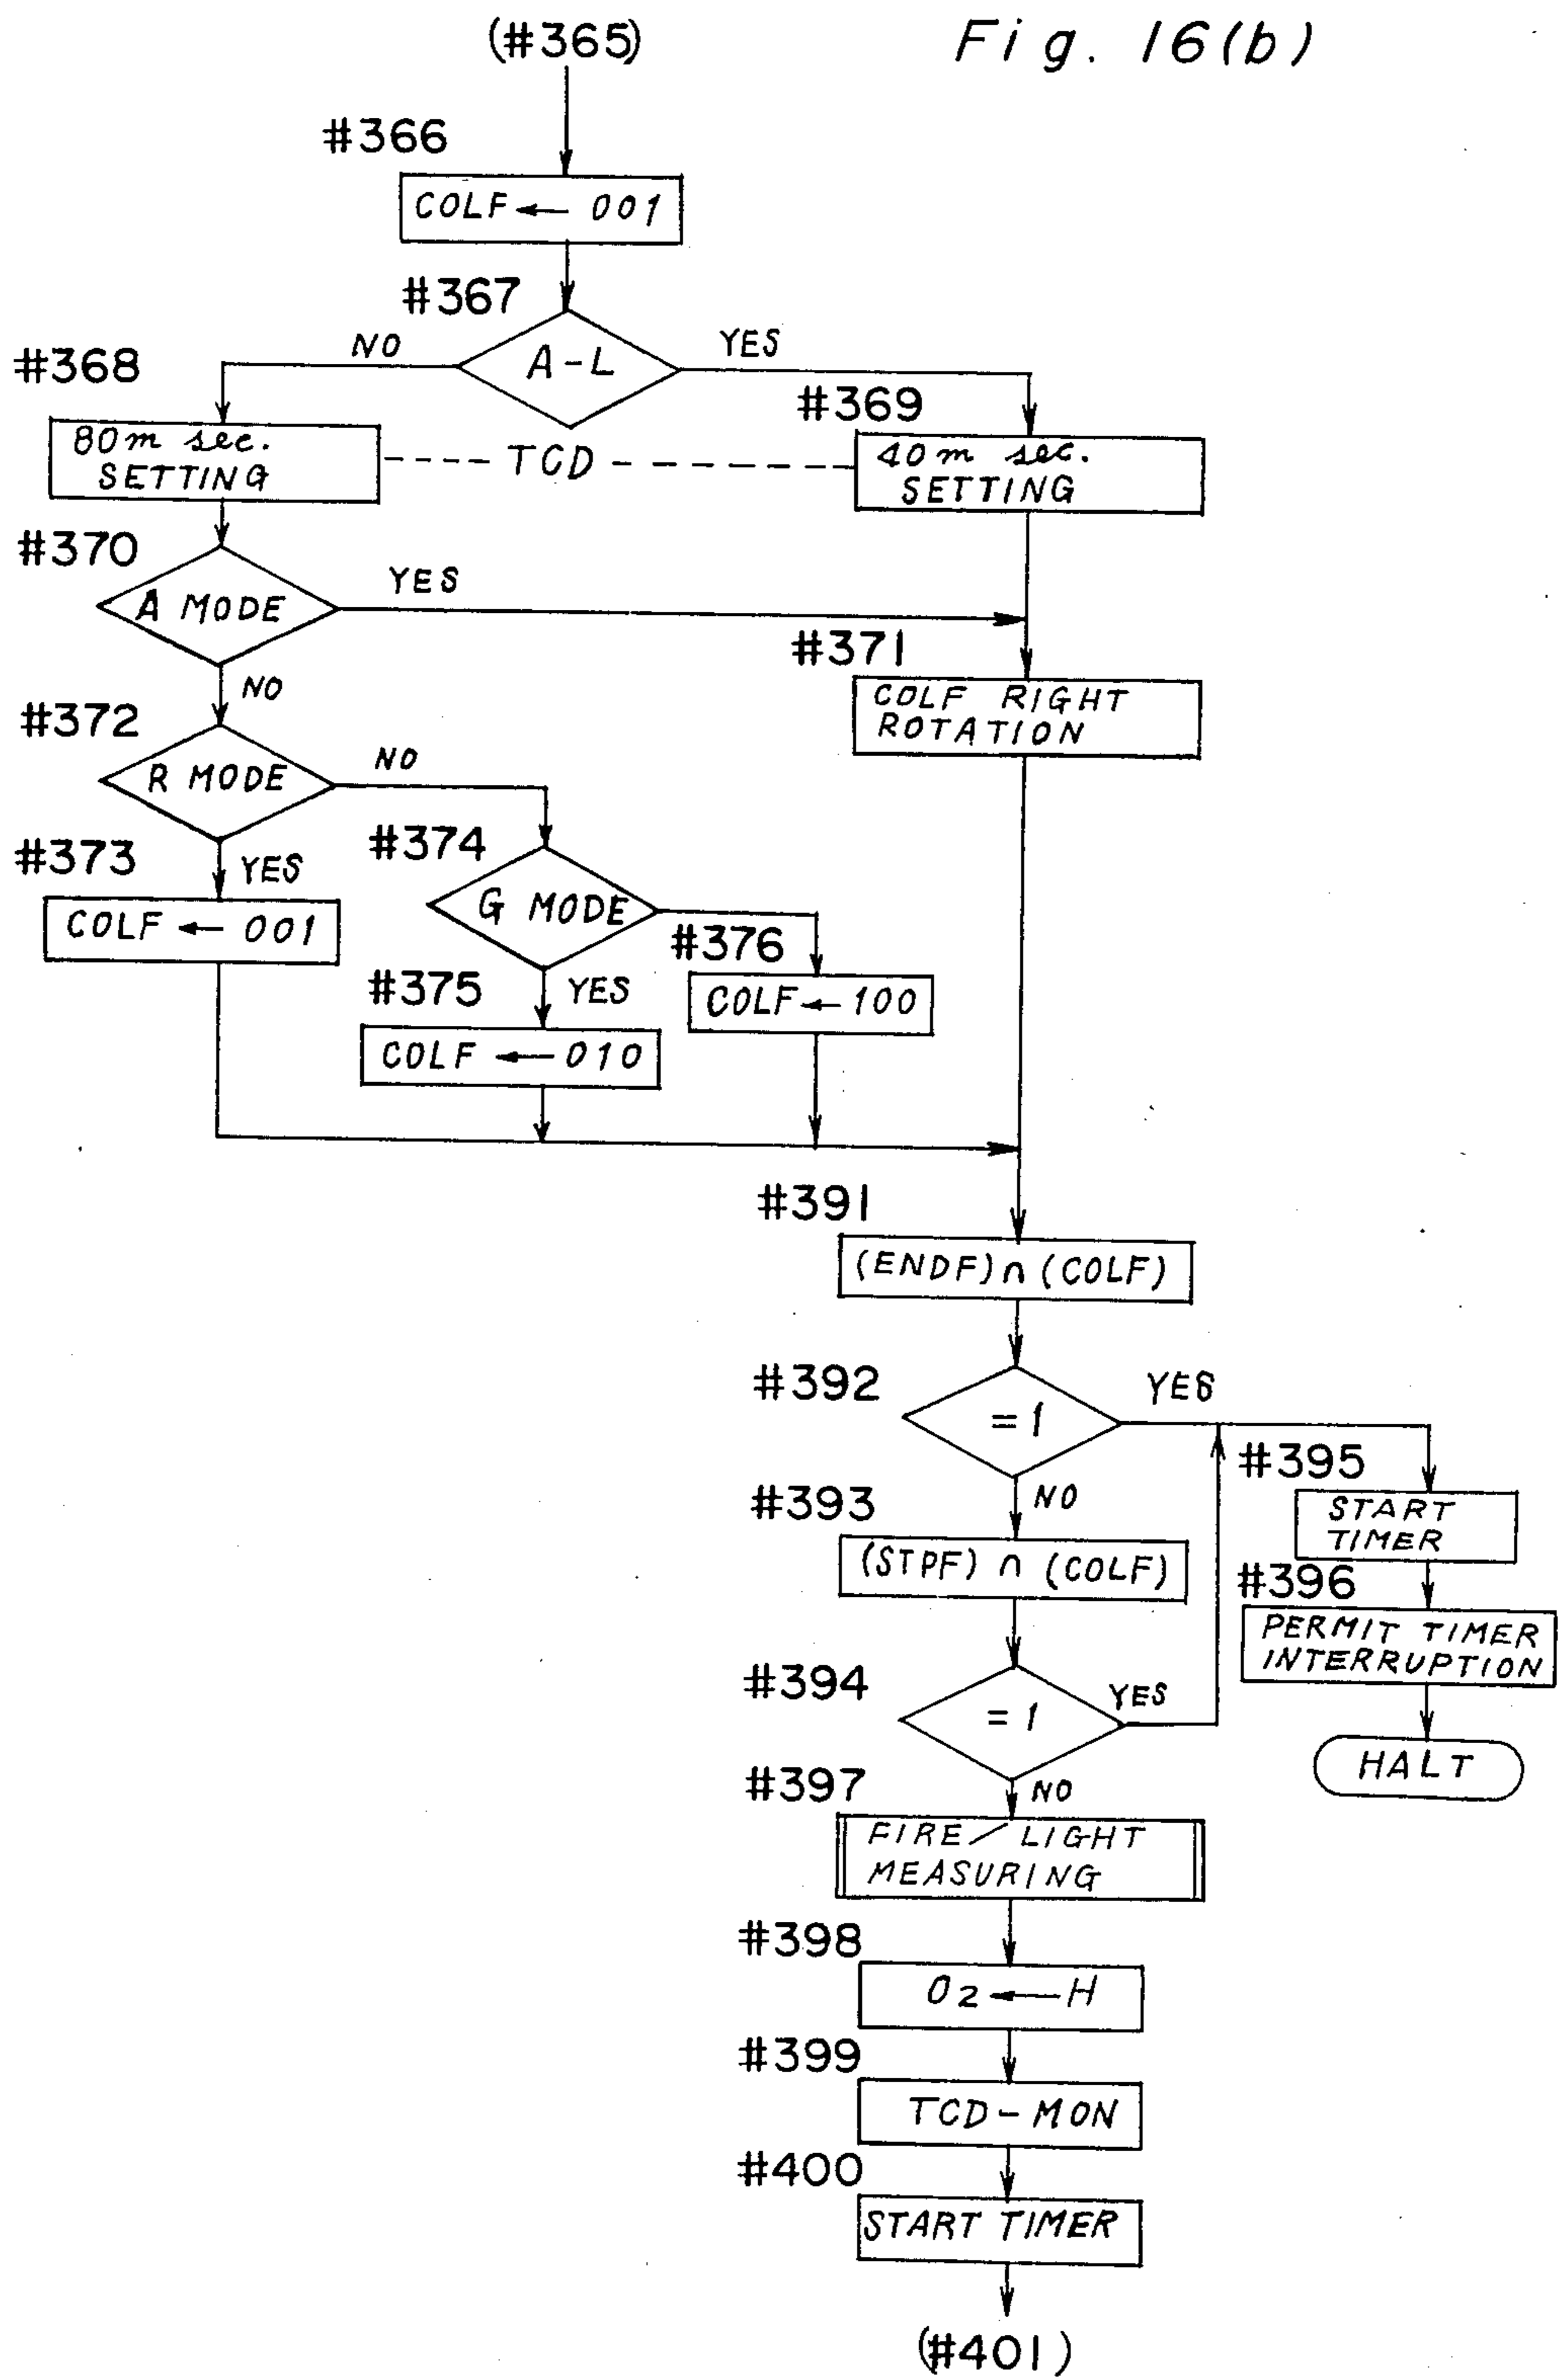 Fig. 16(b)
(#365)
#366
COLF ← 001
#367
A-L
NO
YES
#368
80m sec.
SETTING
TCD
#369
40m sec.
SETTING
#370
A MODE
YES
NO
#371
COLF RIGHT
ROTATION
#372
R MODE
NO
YES
#373
COLF ← 001
#374
G MODE
YES
#375
COLF ← 010
#376
COLF ← 100
#391
(ENDF) ∩ (COLF)
#392
=1
YES
NO
#393
(STPF) ∩ (COLF)
#394
=1
YES
NO
#395
START
TIMER
#396
PERMIT TIMER
INTERRUPTION
HALT
#397
FIRE/LIGHT
MEASURING
#398
O2 ← H
#399
TCD-MON
#400
START TIMER
(#401)